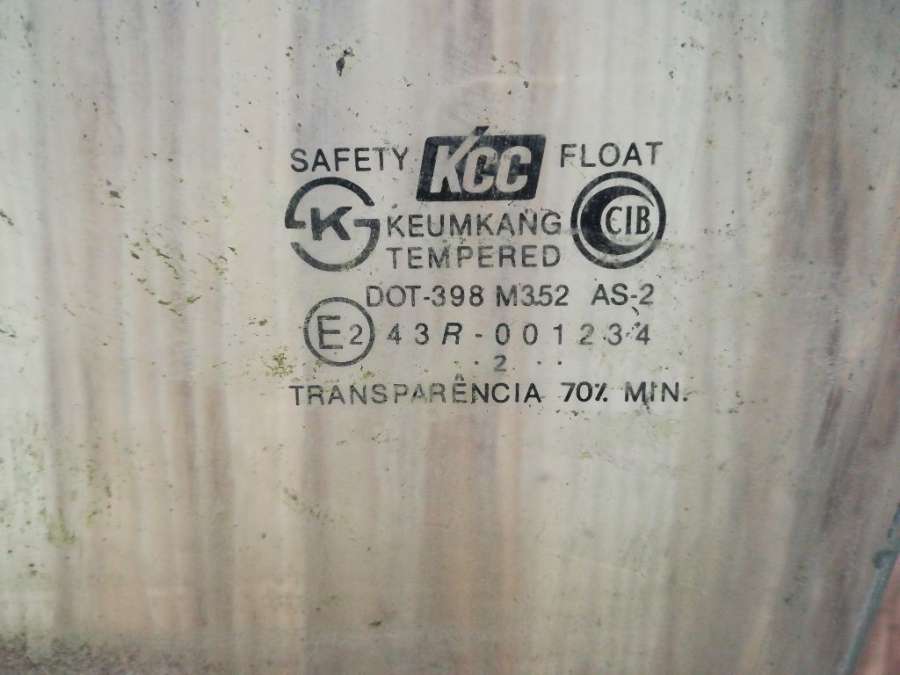 SAFETY KCC FLOAT
K KEUMKANG CIB
TEMPERED
DOT-398 M352 AS-2
E2 43R-001234
··2··
TRANSPARÊNCIA 70% MIN.